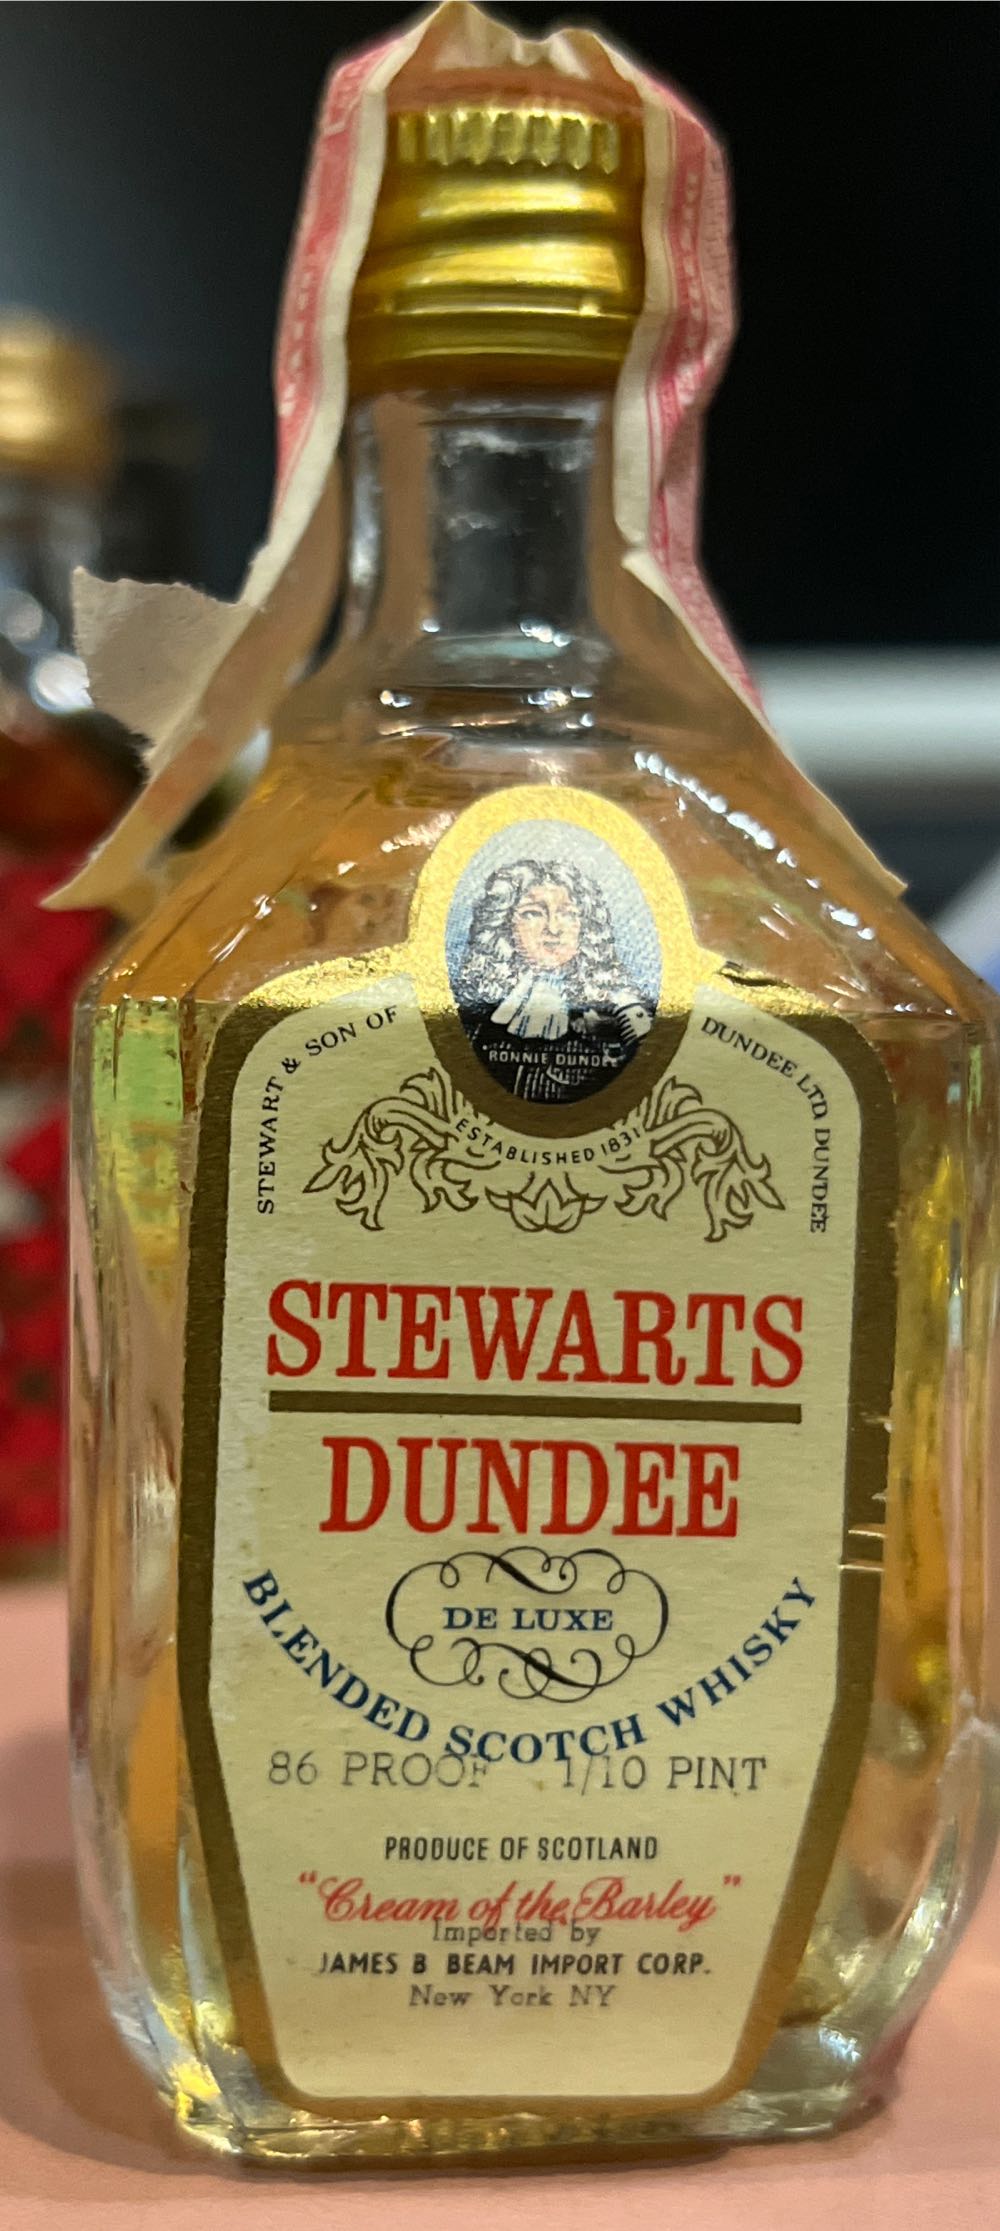 RONNIE DUNDEE
STEWART & SON OF DUNDEE LTD DUNDEE
ESTABLISHED 1831
STEWARTS
DUNDEE
DE LUXE
BLENDED SCOTCH WHISKY
86 PROOF 1/10 PINT
PRODUCE OF SCOTLAND
"Cream of the Barley"
Imported by
JAMES B BEAM IMPORT CORP.
New York NY